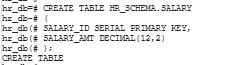 hr_db=# CREATE TABLE HR_SCHEMA.SALARY
hr_db-# (
hr_db(# SALARY_ID SERIAL PRIMARY KEY,
hr_db(# SALARY_AMT DECIMAL(12,2)
hr_db(# );
CREATE TABLE